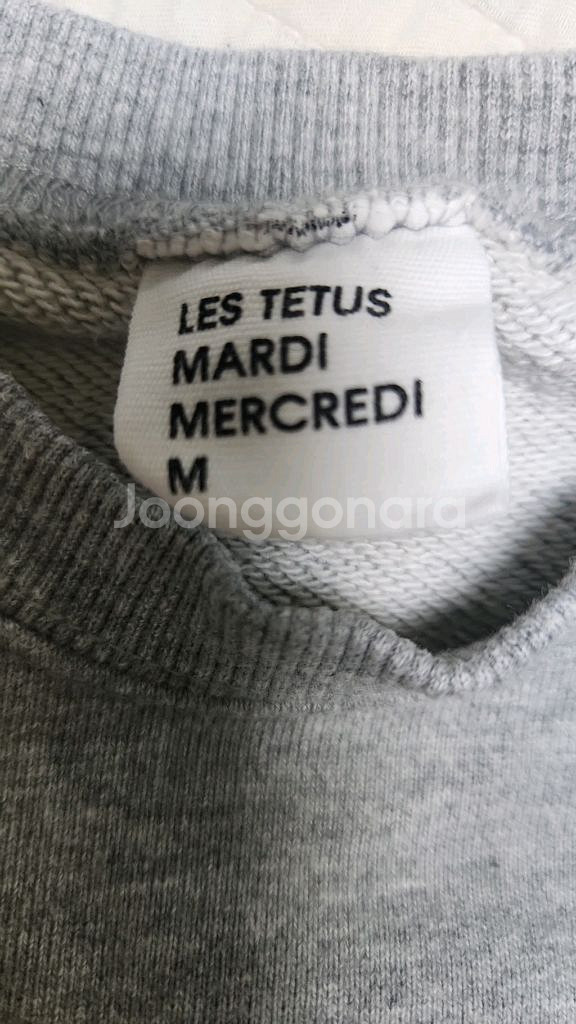 LES TETUS
MARDI
MERCREDI
M
Joonggonara